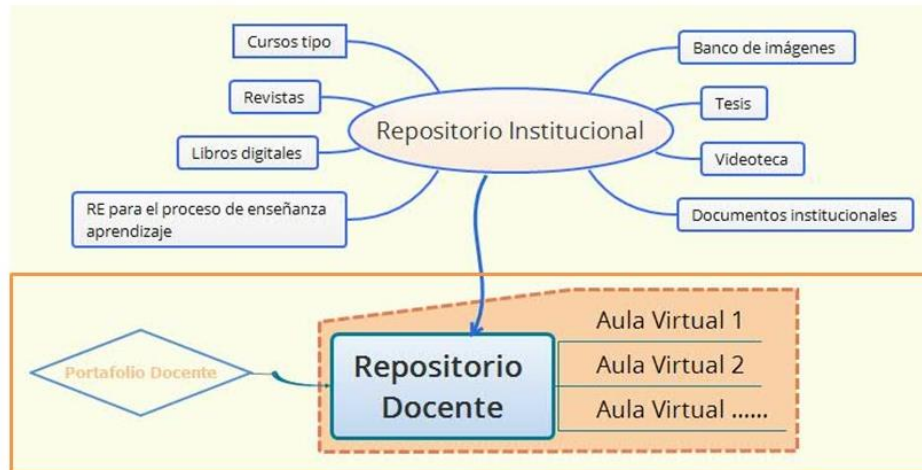 Cursos tipo
Revistas
Libros digitales
RE para el proceso de enseñanza
aprendizaje
Repositorio Institucional
Banco de imágenes
Tesis
Videoteca
Documentos institucionales
Portafolio Docente
Repositorio
Docente
Aula Virtual 1
Aula Virtual 2
Aula Virtual ......